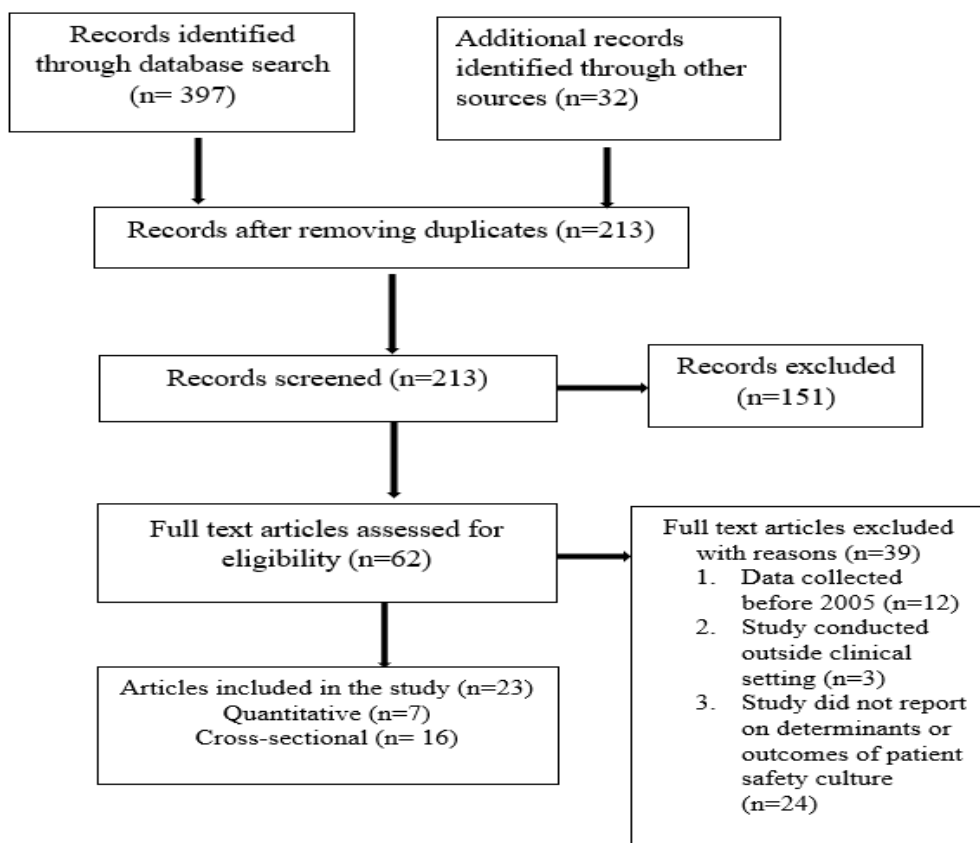 Records identified
through database search
(n= 397)
Additional records
identified through other
sources (n=32)
Records after removing duplicates (n=213)
Records screened (n=213)
Records excluded
(n=151)
Full text articles assessed for
eligibility (n=62)
Full text articles excluded
with reasons (n=39)
1. Data collected
before 2005 (n=12)
2. Study conducted
outside clinical
setting (n=3)
3. Study did not report
on determinants or
outcomes of patient
safety culture
(n=24)
Articles included in the study (n=23)
Quantitative (n=7)
Cross-sectional (n= 16)